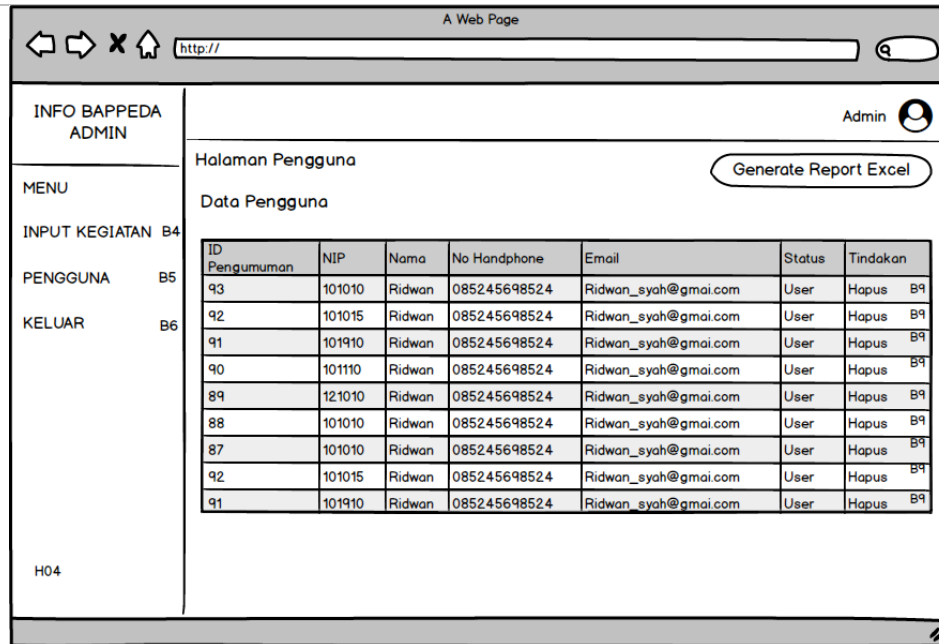 A Web Page
http://
INFO BAPPEDA
ADMIN
Admin
Halaman Pengguna
Generate Report Excel
MENU
Data Pengguna
INPUT KEGIATAN B4
PENGGUNA B5
KELUAR B6
ID Pengumuman NIP Nama No Handphone Email Status Tindakan
93 101010 Ridwan 085245698524 Ridwan_syah@gmai.com User Hapus B9
92 101015 Ridwan 085245698524 Ridwan_syah@gmai.com User Hapus B9
91 101910 Ridwan 085245698524 Ridwan_syah@gmai.com User Hapus B9
90 101110 Ridwan 085245698524 Ridwan_syah@gmai.com User Hapus B9
89 121010 Ridwan 085245698524 Ridwan_syah@gmai.com User Hapus B9
88 101010 Ridwan 085245698524 Ridwan_syah@gmai.com User Hapus B9
87 101010 Ridwan 085245698524 Ridwan_syah@gmai.com User Hapus B9
92 101015 Ridwan 085245698524 Ridwan_syah@gmai.com User Hapus B9
91 101910 Ridwan 085245698524 Ridwan_syah@gmai.com User Hapus B9
H04